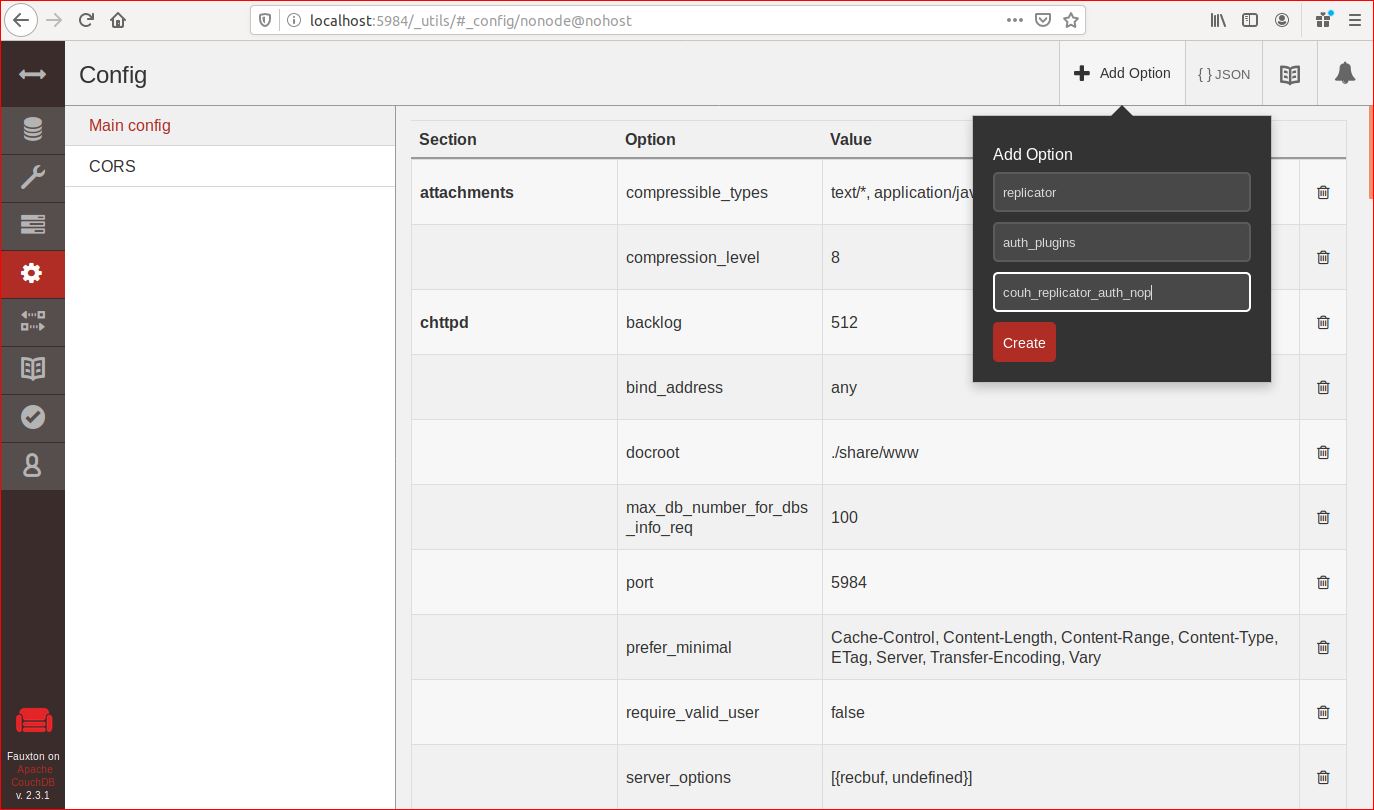 localhost:5984/_utils/#_config/nonode@nohost
Config
Add Option
{ } JSON
Main config
CORS
Section Option Value
attachments compressible_types text/*, application/jav
compression_level 8
chttpd backlog 512
bind_address any
docroot ./share/www
max_db_number_for_dbs
_info_req 100
port 5984
prefer_minimal Cache-Control, Content-Length, Content-Range, Content-Type,
ETag, Server, Transfer-Encoding, Vary
require_valid_user false
server_options [{recbuf, undefined}]
Add Option
replicator
auth_plugins
couh_replicator_auth_nop
Create
Fauxton on
Apache
CouchDB
v. 2.3.1